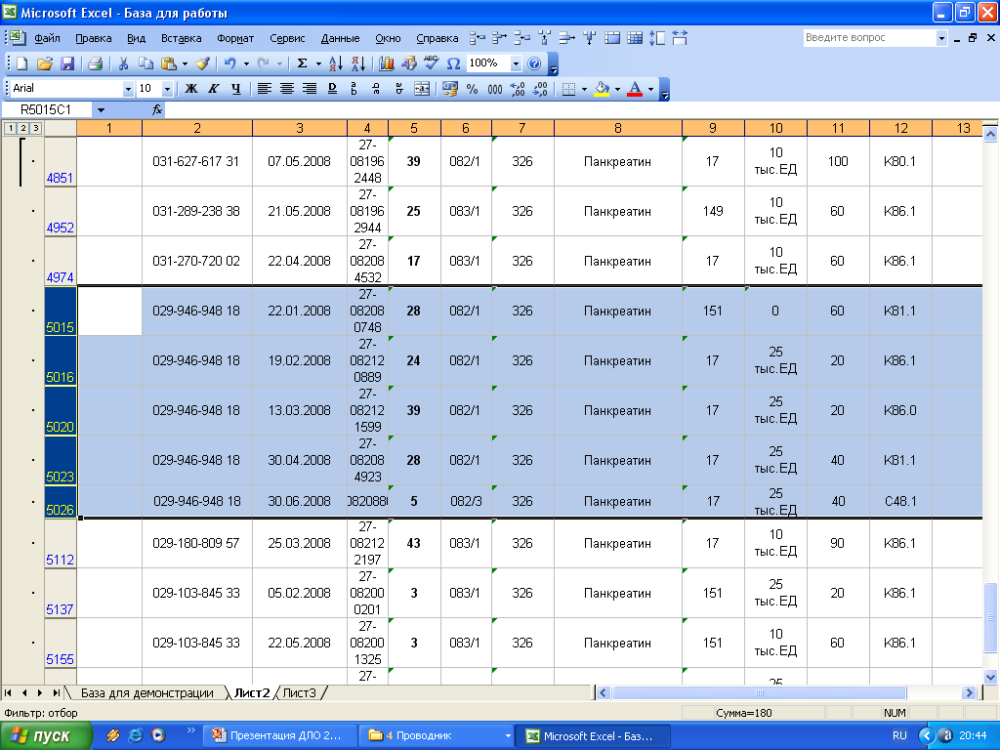 Microsoft Excel - База для работы
Файл Правка Вид Вставка Формат Сервис Данные Окно Справка Введите вопрос
Σ А Я Я А Ω 100%
Arial 10 Ж К Ч % 000 А
R5015C1 fx
1 2 3 1 2 3 4 5 6 7 8 9 10 11 12 13
27-
031-627-617 31 07.05.2008 08196 39 082/1 326 Панкреатин 17 10 тыс.ЕД 100 K80.1
4851 2448
27-
031-289-238 38 21.05.2008 08196 25 083/1 326 Панкреатин 149 10 тыс.ЕД 60 K86.1
4952 2944
27-
031-270-720 02 22.04.2008 08208 17 083/1 326 Панкреатин 17 10 тыс.ЕД 60 K86.1
4974 4532
27-
029-946-948 18 22.01.2008 08208 28 082/1 326 Панкреатин 151 0 60 K81.1
5015 0748
27-
029-946-948 18 19.02.2008 08212 24 082/1 326 Панкреатин 17 25 тыс.ЕД 20 K86.1
5016 0889
27-
029-946-948 18 13.03.2008 08212 39 082/1 326 Панкреатин 17 25 тыс.ЕД 20 K86.0
5020 1599
27-
029-946-948 18 30.04.2008 08208 28 082/1 326 Панкреатин 17 25 тыс.ЕД 40 K81.1
5023 4923
029-946-948 18 30.06.2008 082088 5 082/3 326 Панкреатин 17 25 тыс.ЕД 40 C48.1
5026
27-
029-180-809 57 25.03.2008 08212 43 083/1 326 Панкреатин 17 10 тыс.ЕД 90 K86.1
5112 2197
27-
029-103-845 33 05.02.2008 08200 3 083/1 326 Панкреатин 151 25 тыс.ЕД 20 K86.1
5137 0201
27-
029-103-845 33 22.05.2008 08200 3 083/1 326 Панкреатин 151 10 тыс.ЕД 60 K86.1
5155 1325
27- 25
База для демонстрации Лист2 Лист3
Фильтр: отбор Сумма=180 NUM
пуск » Презентация ДЛО 2... 4 Проводник Microsoft Excel - Баз... RU 20:44